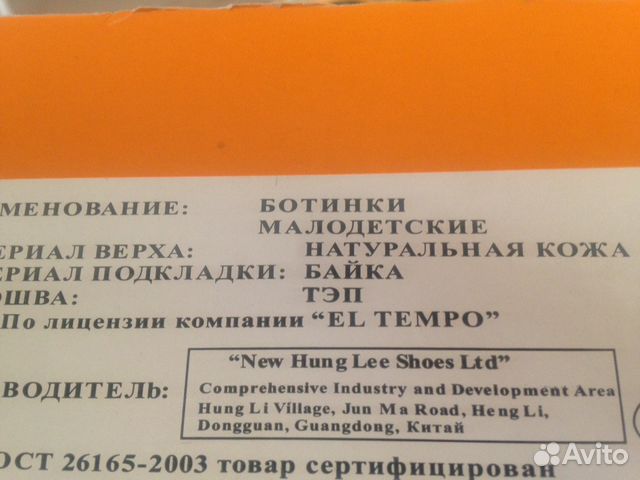 МЕНОВАНИЕ: БОТИНКИ
МАЛОДЕТСКИЕ
ЕРИАЛ ВЕРХА: НАТУРАЛЬНАЯ КОЖА
ЕРИАЛ ПОДКЛАДКИ: БАЙКА
ОШВА: ТЭП
По лицензии компании “EL TEMPO”
“New Hung Lee Shoes Ltd”
ВОДИТЕЛЬ: Comprehensive Industry and Development Area
Hung Li Village, Jun Ma Road, Heng Li,
Dongguan, Guangdong, Китай
ОСТ 26165-2003 товар сертифицирован
Avito